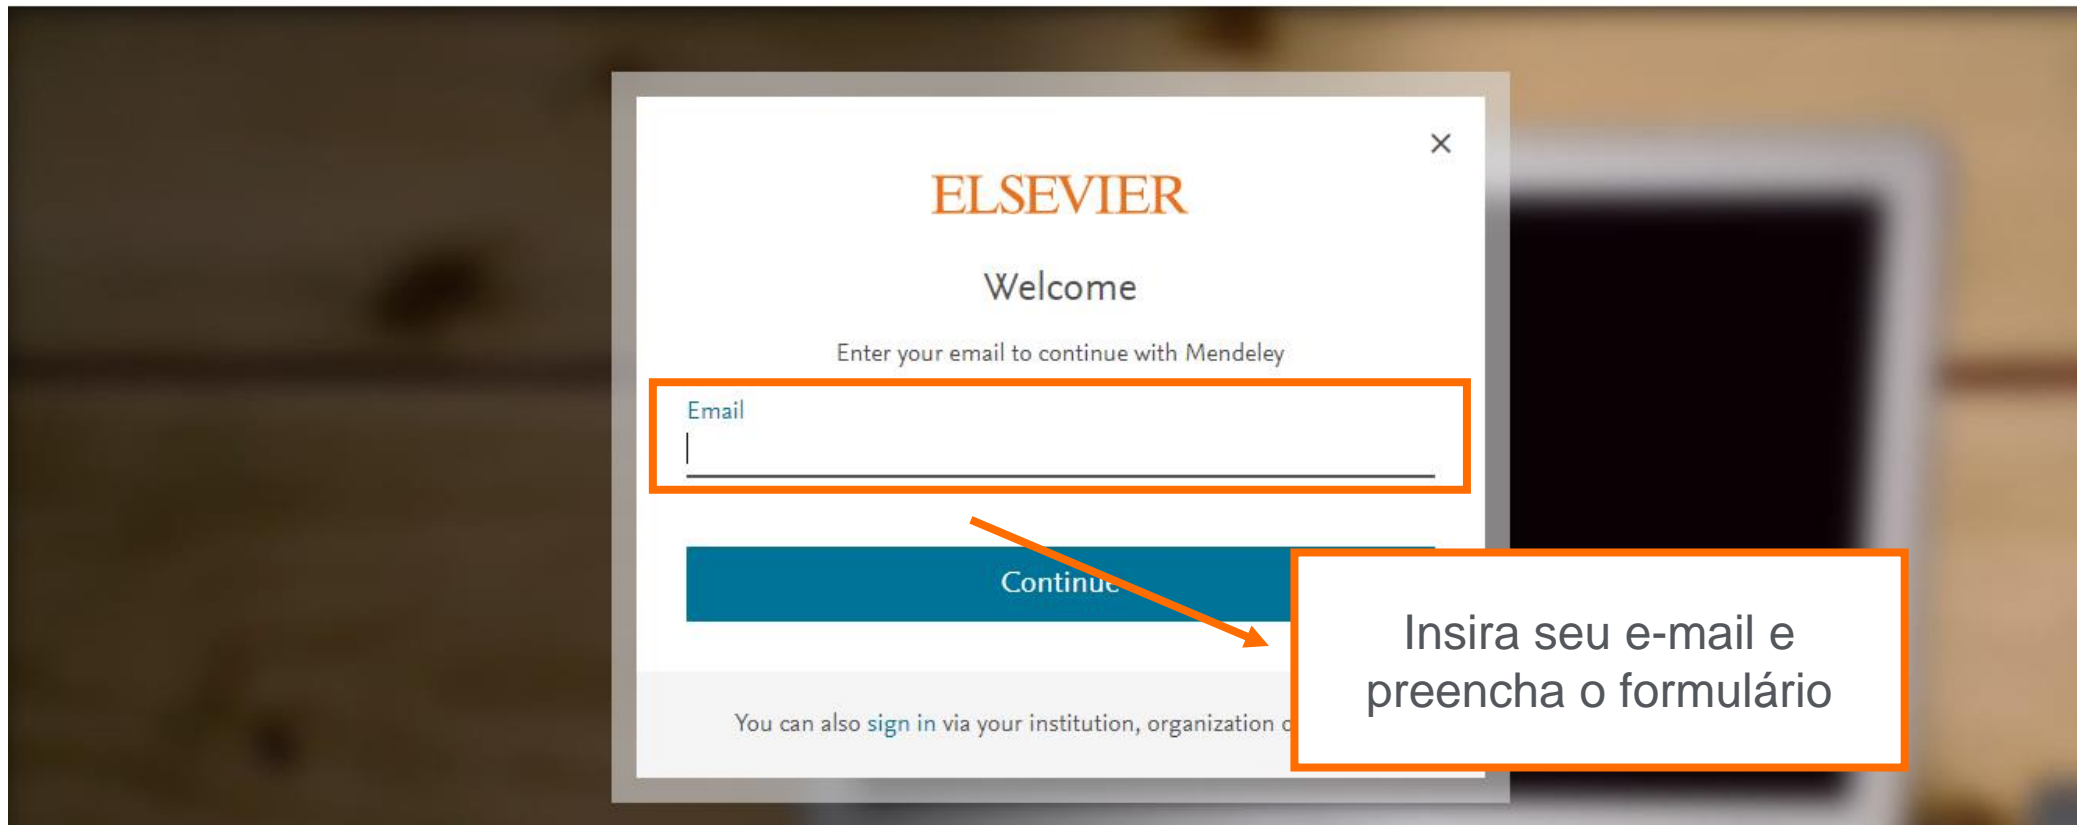 ELSEVIER
Welcome
Enter your email to continue with Mendeley
Email
Continue
Insira seu e-mail e
preencha o formulário
You can also sign in via your institution, organization